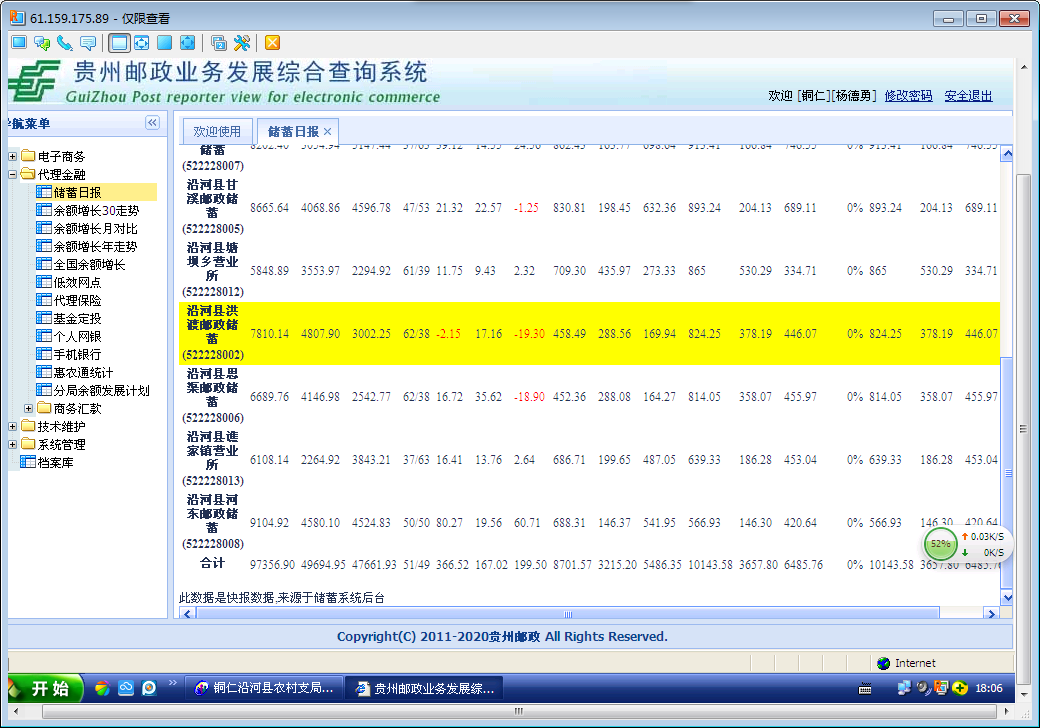 61.159.175.89 - 仅限查看
贵州邮政业务发展综合查询系统
GuiZhou Post reporter view for electronic commerce
欢迎 [铜仁][杨德勇] 修改密码 安全退出
航菜单
欢迎使用 储蓄日报
电子商务
代理金融
储蓄日报
余额增长30走势
余额增长月对比
余额增长年走势
全国余额增长
低效网点
代理保险
基金定投
个人网银
手机银行
惠农通统计
分局余额发展计划
商务汇款
技术维护
系统管理
档案库
储蓄
(522228007)
沿河县甘
溪邮政储
蓄
(522228005)
8665.64 4068.86 4596.78 47/53 21.32 22.57 -1.25 830.81 198.45 632.36 893.24 204.13 689.11 0% 893.24 204.13 689.11
沿河县塘
坝乡营业
所
(522228012)
5848.89 3553.97 2294.92 61/39 11.75 9.43 2.32 709.30 435.97 273.33 865 530.29 334.71 0% 865 530.29 334.71
沿河县洪
渡邮政储
蓄
(522228002)
7810.14 4807.90 3002.25 62/38 -2.15 17.16 -19.30 458.49 288.56 169.94 824.25 378.19 446.07 0% 824.25 378.19 446.07
沿河县思
渠邮政储
蓄
(522228006)
6689.76 4146.98 2542.77 62/38 16.72 35.62 -18.90 452.36 288.08 164.27 814.05 358.07 455.97 0% 814.05 358.07 455.97
沿河县谯
家镇营业
所
(522228013)
6108.14 2264.92 3843.21 37/63 16.41 13.76 2.64 686.71 199.65 487.05 639.33 186.28 453.04 0% 639.33 186.28 453.04
沿河县河
东邮政储
蓄
(522228008)
9104.92 4580.10 4524.83 50/50 80.27 19.56 60.71 688.31 146.37 541.95 566.93 146.30 420.64 0% 566.93 146.30 420.64
合计 97356.90 49694.95 47661.93 51/49 366.52 167.02 199.50 8701.57 3215.20 5486.35 10143.58 3657.80 6485.76 0% 10143.58 3657.80 6485.76
52% 0.03K/S
0K/S
此数据是快报数据,来源于储蓄系统后台
Copyright(C) 2011-2020贵州邮政 All Rights Reserved.
Internet
开始 铜仁沿河县农村支局... 贵州邮政业务发展综... 18:06